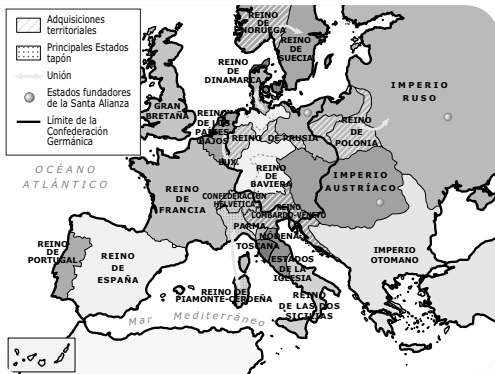 Adquisiciones
territoriales
Principales Estados
tapón
Unión
Estados fundadores
de la Santa Alianza
Límite de la
Confederación
Germánica
REINO
DE
NORUEGA
REINO
DE
SUECIA
REINO
DE
DINAMARCA
IMPERIO
RUSO
GRAN
BRETAÑA
REINO
DE LOS
PAÍSES
BAJOS
REINO DE PRUSIA
REINO
DE
POLONIA
LUX.
OCÉANO
ATLÁNTICO
REINO
DE
BAVIERA
IMPERIO
AUSTRÍACO
REINO
DE
FRANCIA
CONFEDERACIÓN
HELVÉTICA
REINO
LOMBARDO-VENETO
PARMA
MODENA
TOSCANA
REINO
DE
PORTUGAL
REINO
DE
ESPAÑA
ESTADOS
DE LA
IGLESIA
IMPERIO
OTOMANO
REINO DE
PIAMONTE-CERDEÑA
REINO
DE LAS DOS
SICILIAS
Mar Mediterráneo